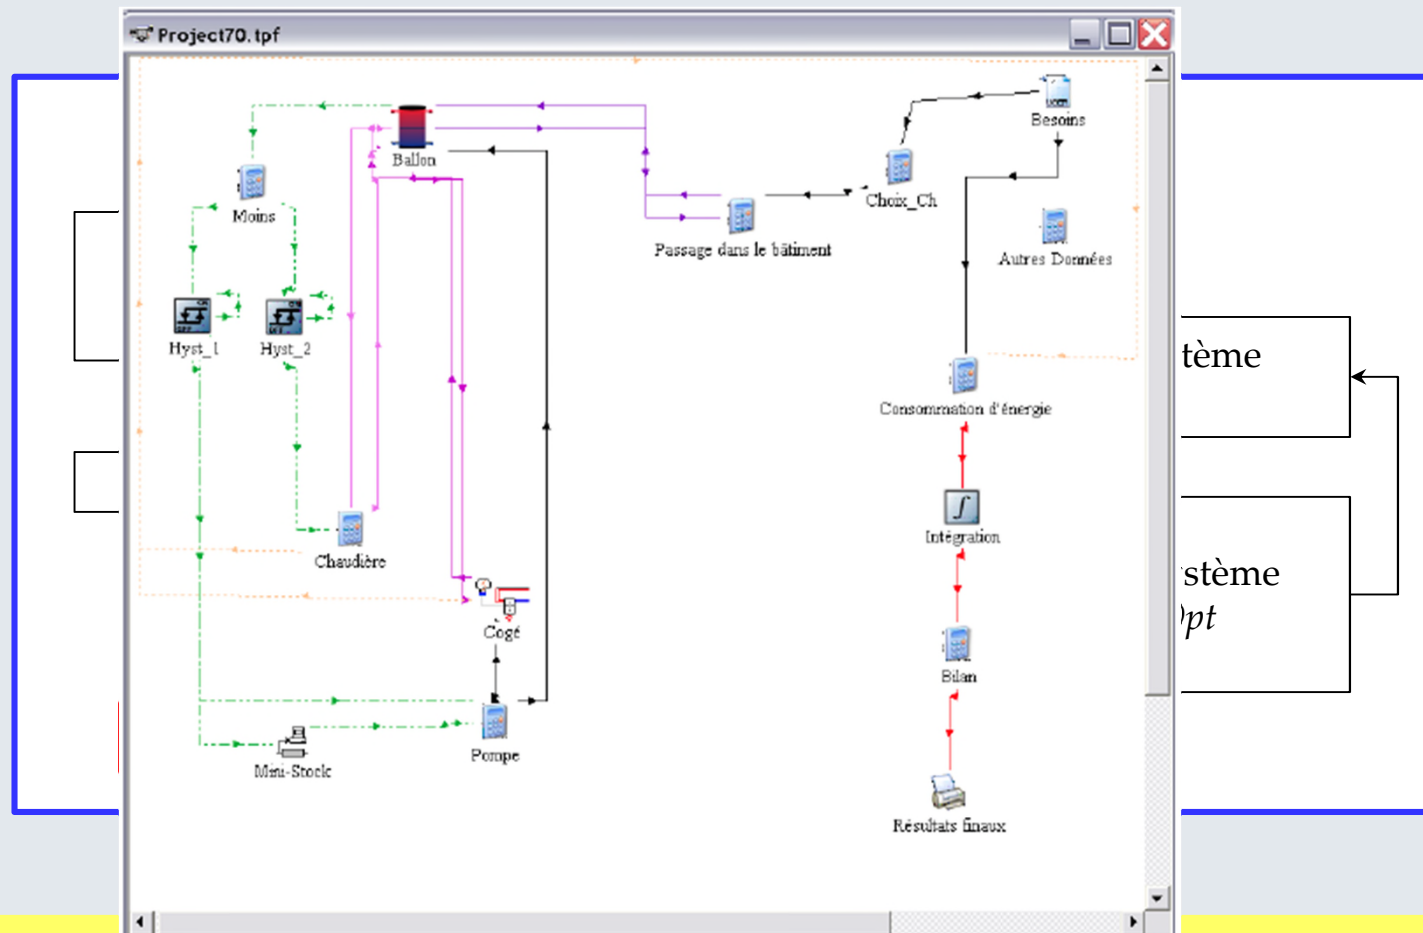 Project70.tpf
Besoins
Ballon
Choix_Ch
Moins
Passage dans le bâtiment
Autres Données
Hyst_1
Hyst_2
tème
Consommation d'énergie
Intégration
Chaudière
stème
Opt
Cogé
Bilan
Pompe
Mini-Stock
Résultats finaux